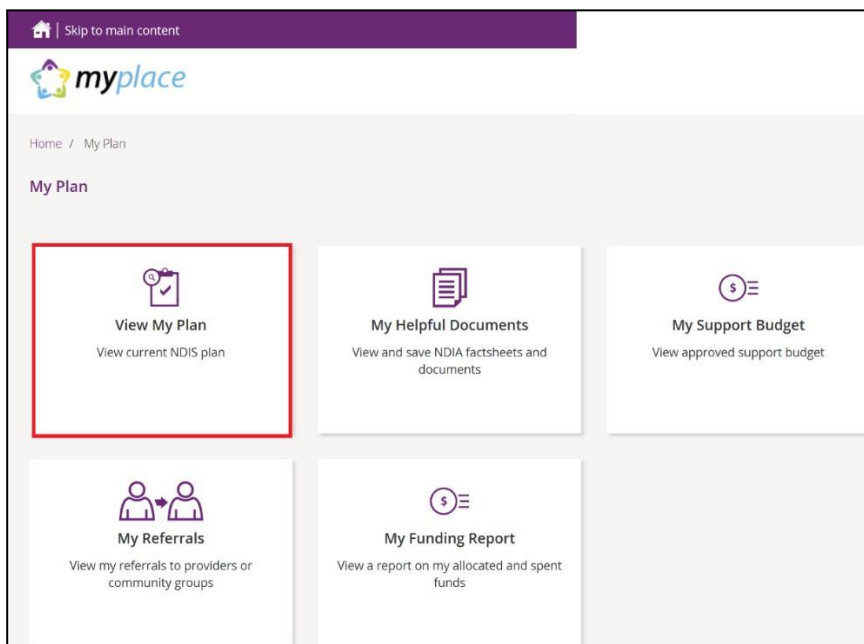 Skip to main content
myplace
Home / My Plan
My Plan
View My Plan
View current NDIS plan
My Helpful Documents
View and save NDIA factsheets and
documents
$
My Support Budget
View approved support budget
My Referrals
View my referrals to providers or
community groups
$
My Funding Report
View a report on my allocated and spent
funds